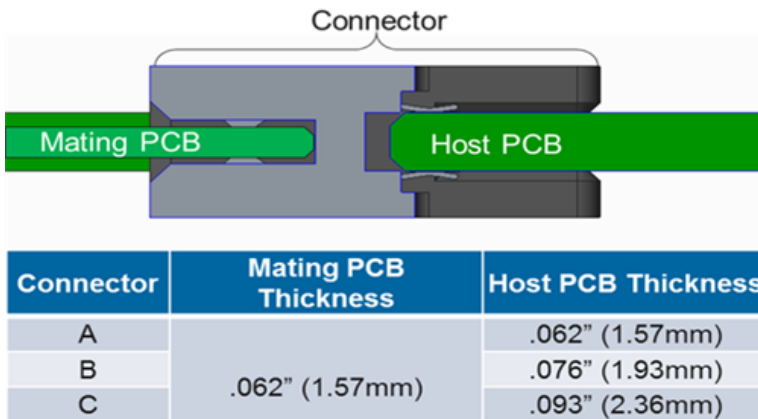 Connector
Mating PCB
Host PCB
Connector
Mating PCB Thickness
Host PCB Thickness
A
.062” (1.57mm)
.062” (1.57mm)
B
.076” (1.93mm)
C
.093” (2.36mm)